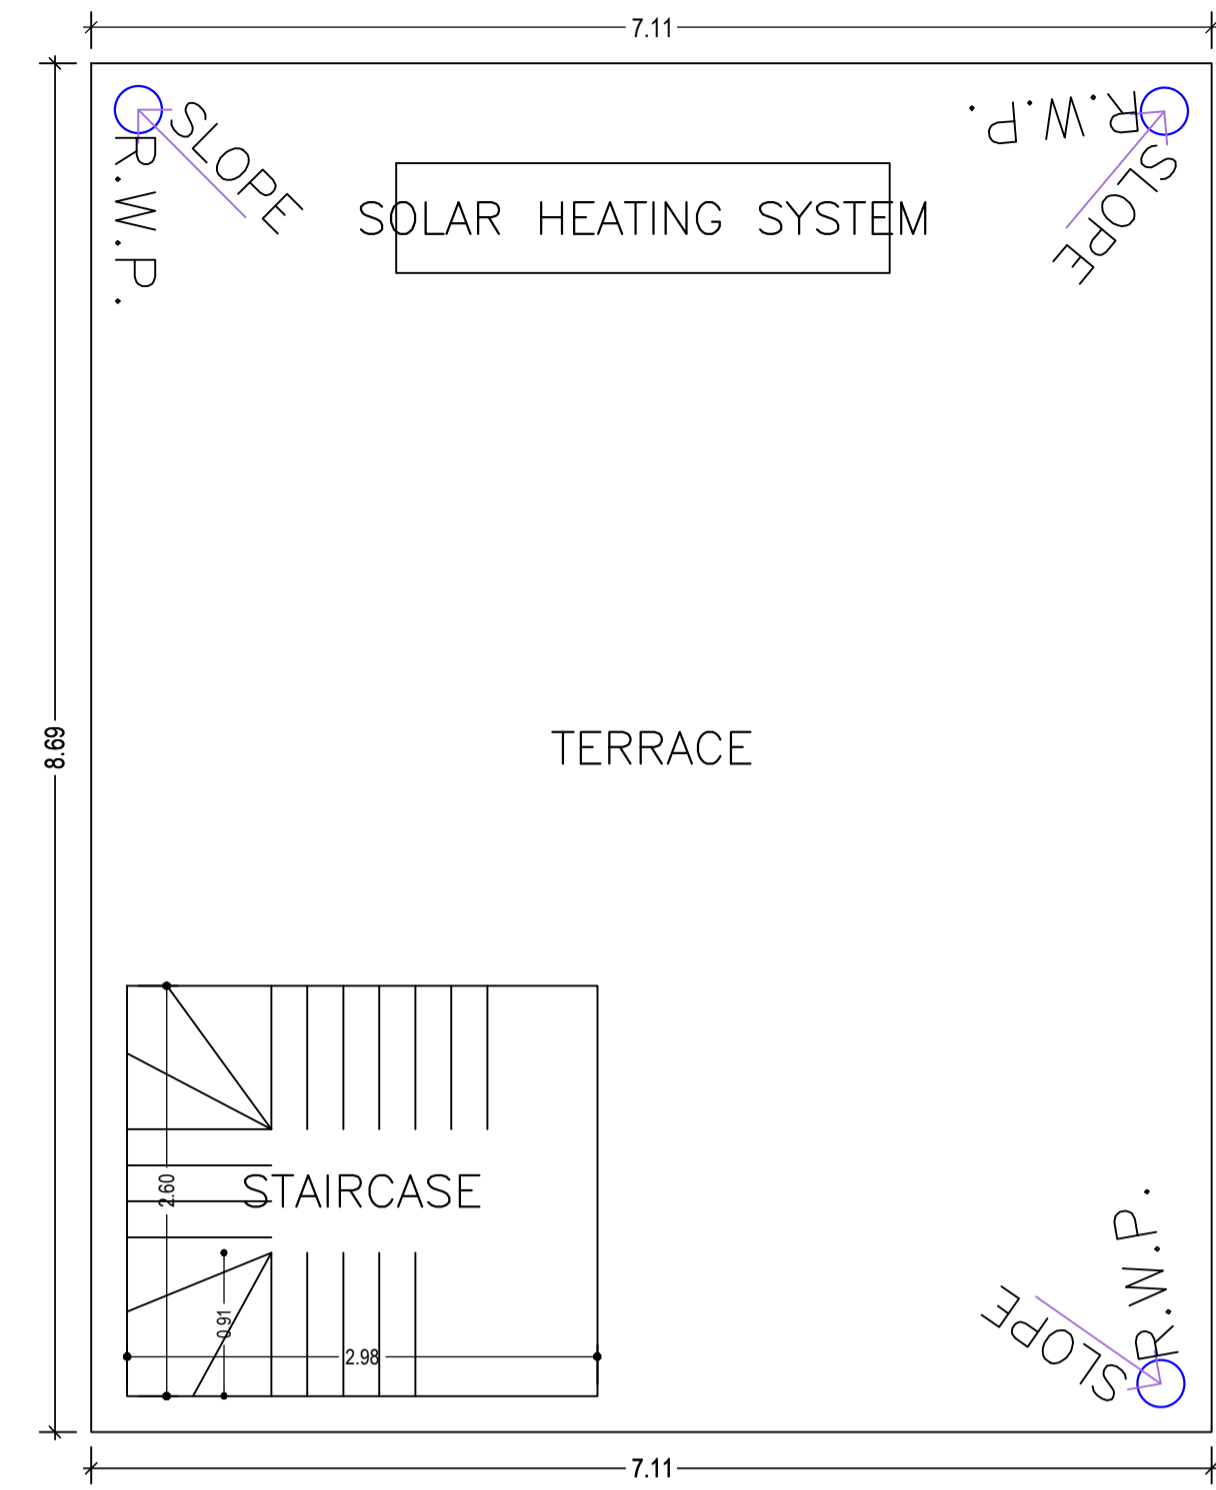 7.11
SLOPE
R.W.P.
R.W.P.
SLOPE
SOLAR HEATING SYSTEM
8.69
TERRACE
2.60
STAIRCASE
0.91
2.98
R.W.P.
SLOPE
7.11